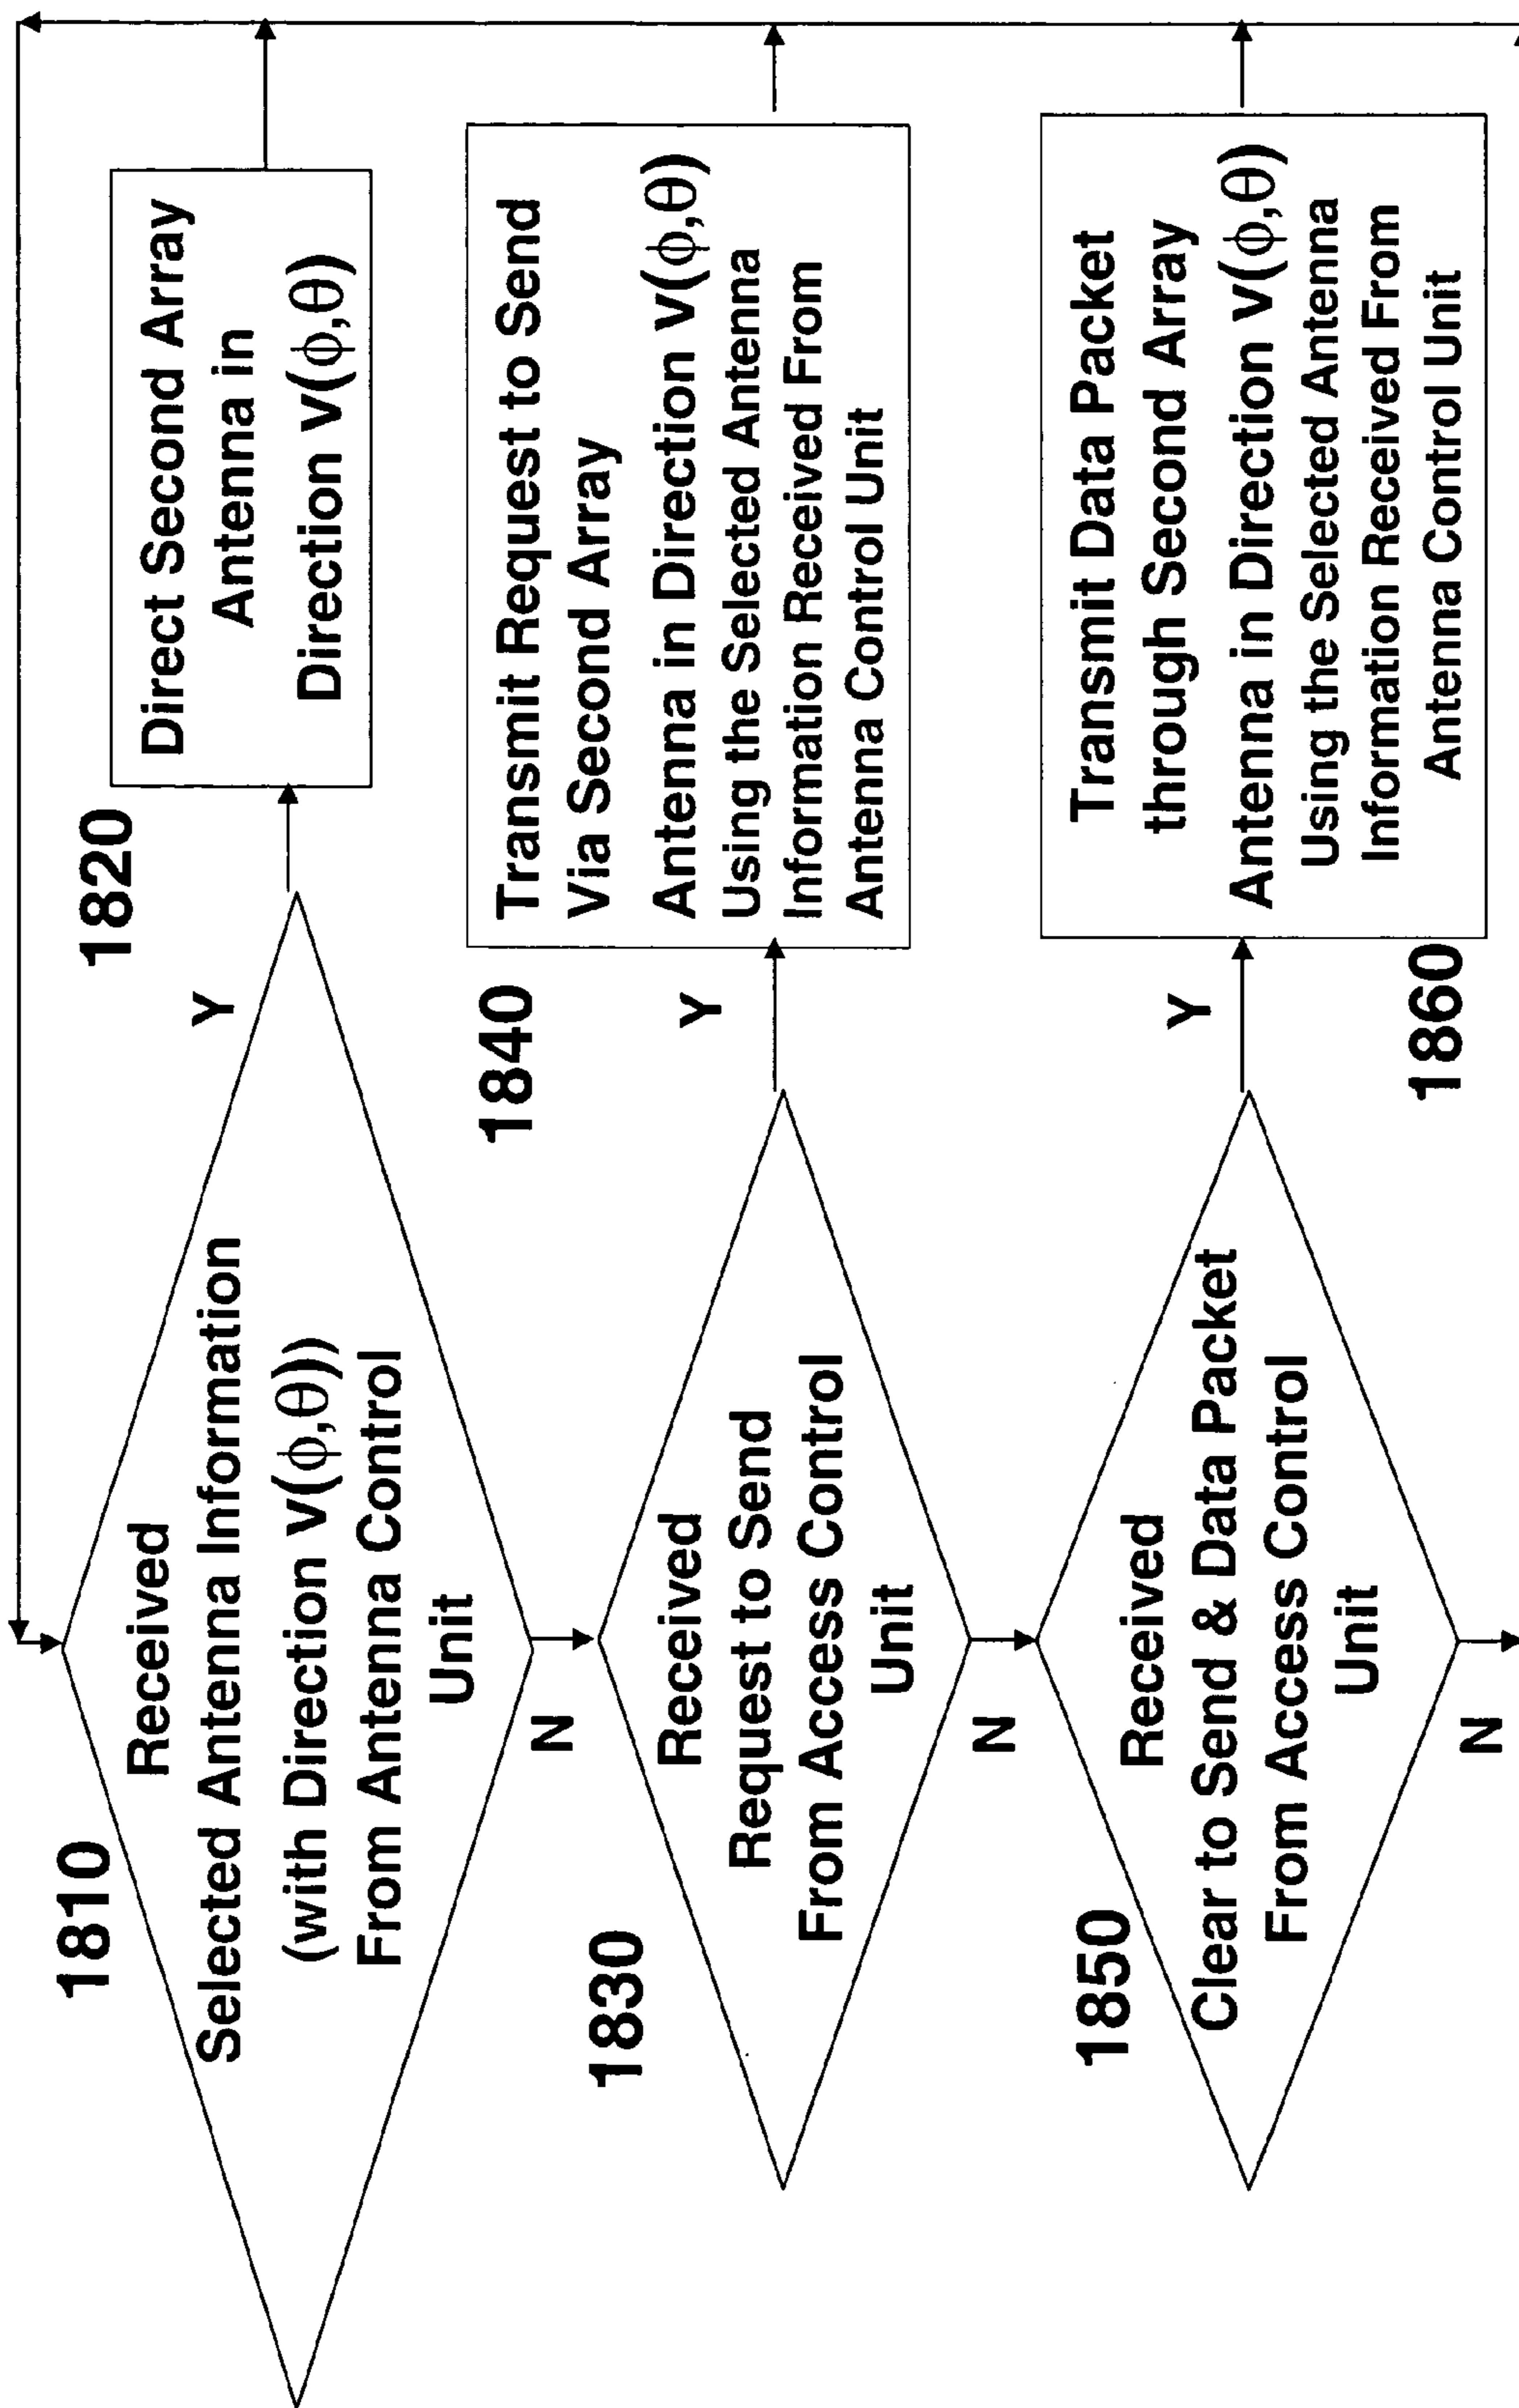 1810
Received
Selected Antenna Information
(with Direction v(ϕ,θ))
From Antenna Control
Unit
Y
N
1820
Direct Second Array
Antenna in
Direction v(ϕ,θ)
1830
Received
Request to Send
From Access Control
Unit
Y
N
1840
Transmit Request to Send
Via Second Array
Antenna in Direction v(ϕ,θ)
Using the Selected Antenna
Information Received From
Antenna Control Unit
1850
Received
Clear to Send & Data Packet
From Access Control
Unit
Y
N
1860
Transmit Data Packet
through Second Array
Antenna in Direction v(ϕ,θ)
Using the Selected Antenna
Information Received From
Antenna Control Unit